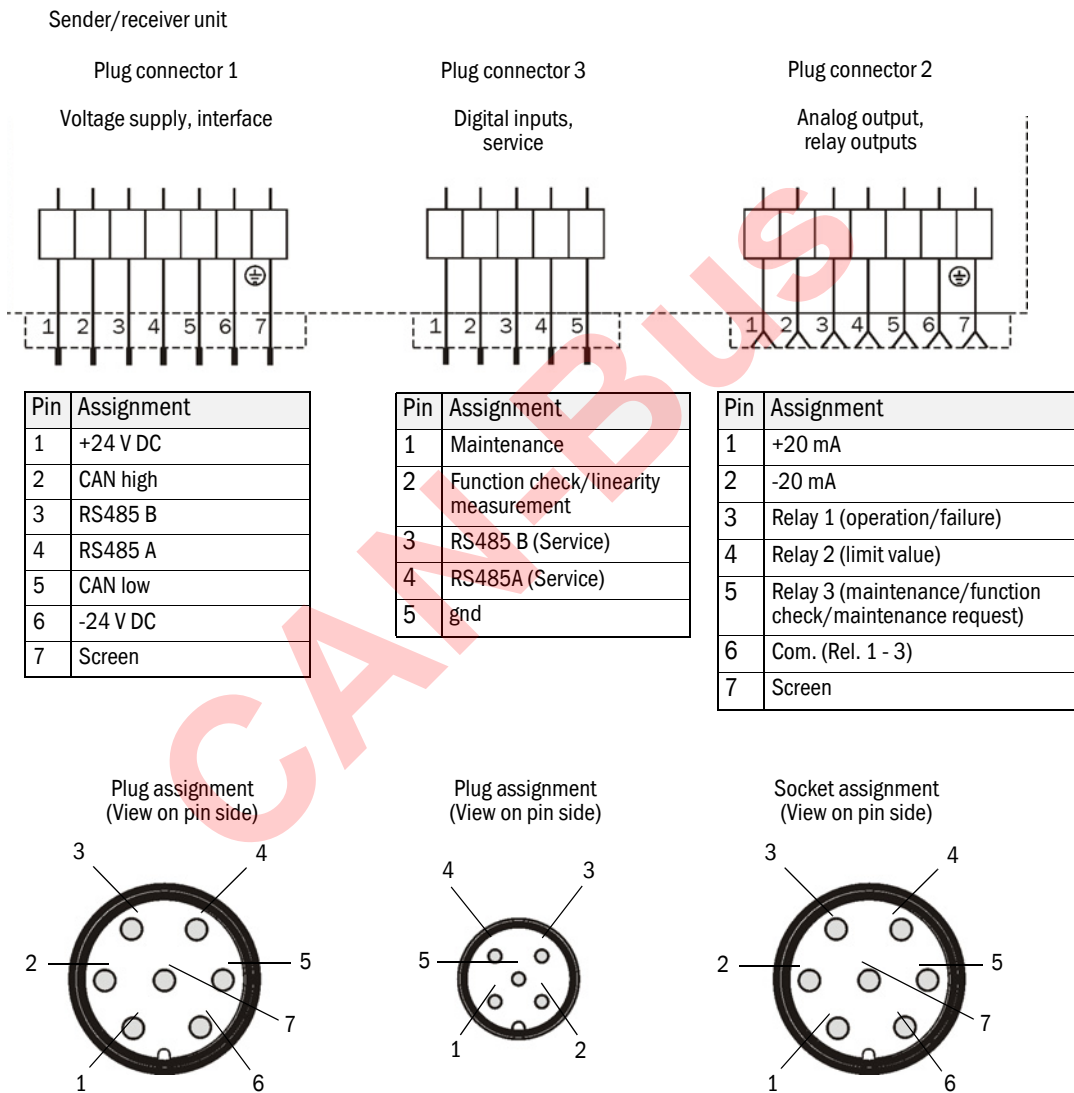 Sender/receiver unit
Plug connector 1
Voltage supply, interface
1 2 3 4 5 6 7
Pin Assignment
1 +24 V DC
2 CAN high
3 RS485 B
4 RS485 A
5 CAN low
6 -24 V DC
7 Screen
Plug assignment
(View on pin side)
3 4
2 5
7
1 6
Plug connector 3
Digital inputs,
service
1 2 3 4 5
Pin Assignment
1 Maintenance
2 Function check/linearity
measurement
3 RS485 B (Service)
4 RS485A (Service)
5 gnd
Plug assignment
(View on pin side)
4 3
5
1 2
Plug connector 2
Analog output,
relay outputs
1 2 3 4 5 6 7
Pin Assignment
1 +20 mA
2 -20 mA
3 Relay 1 (operation/failure)
4 Relay 2 (limit value)
5 Relay 3 (maintenance/function
check/maintenance request)
6 Com. (Rel. 1 - 3)
7 Screen
Socket assignment
(View on pin side)
3 4
2 5
7
1 6
CAN-Bus